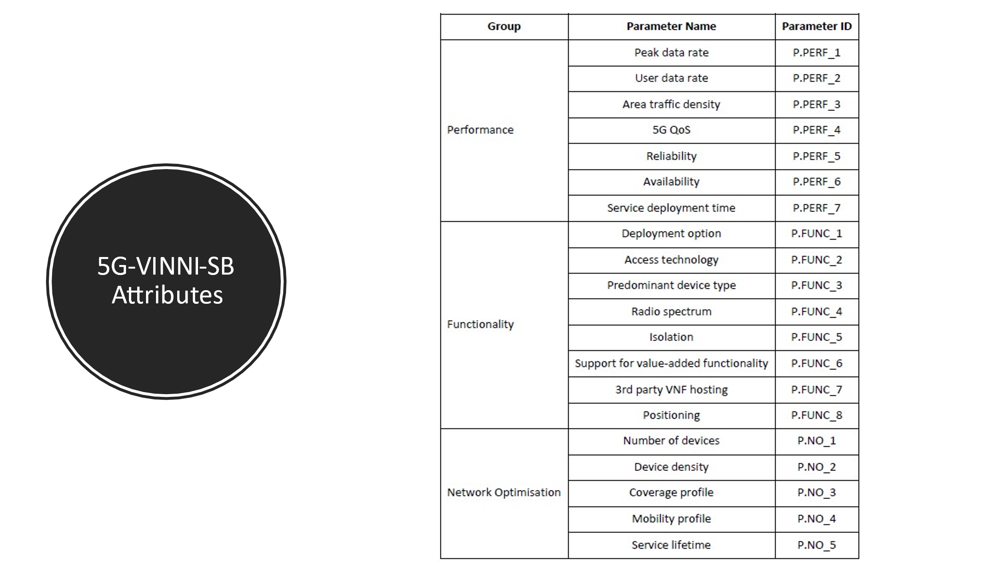 5G-VINNI-SB
Attributes
Group Parameter Name Parameter ID
Performance
Peak data rate P.PERF_1
User data rate P.PERF_2
Area traffic density P.PERF_3
5G QoS P.PERF_4
Reliability P.PERF_5
Availability P.PERF_6
Service deployment time P.PERF_7
Functionality
Deployment option P.FUNC_1
Access technology P.FUNC_2
Predominant device type P.FUNC_3
Radio spectrum P.FUNC_4
Isolation P.FUNC_5
Support for value-added functionality P.FUNC_6
3rd party VNF hosting P.FUNC_7
Positioning P.FUNC_8
Network Optimisation
Number of devices P.NO_1
Device density P.NO_2
Coverage profile P.NO_3
Mobility profile P.NO_4
Service lifetime P.NO_5